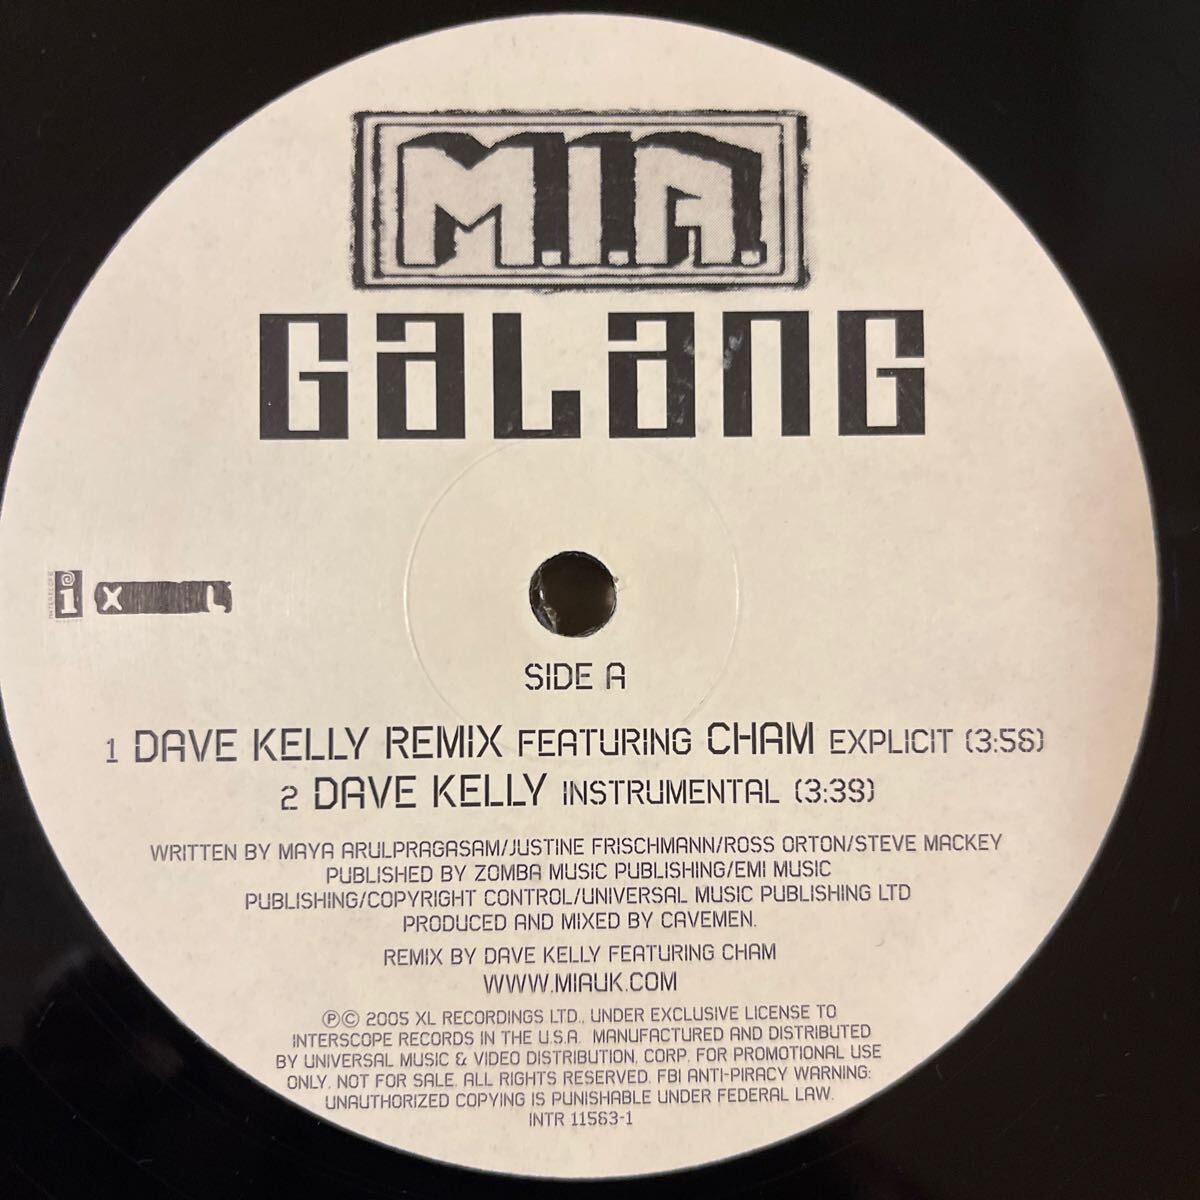 M.I.A.
GaLanG
INTERSCOPE
i X L
SIDE A
1 DAVE KELLY REMIX FEATURING CHAM EXPLICIT (3:56)
2 DAVE KELLY INSTRUMENTAL (3:39)
WRITTEN BY MAYA ARULPRAGASAM/JUSTINE FRISCHMANN/ROSS ORTON/STEVE MACKEY
PUBLISHED BY ZOMBA MUSIC PUBLISHING/EMI MUSIC
PUBLISHING/COPYRIGHT CONTROL/UNIVERSAL MUSIC PUBLISHING LTD
PRODUCED AND MIXED BY CAVEMEN.
REMIX BY DAVE KELLY FEATURING CHAM
WWW.MIAUK.COM
℗© 2005 XL RECORDINGS LTD., UNDER EXCLUSIVE LICENSE TO
INTERSCOPE RECORDS IN THE U.S.A. MANUFACTURED AND DISTRIBUTED
BY UNIVERSAL MUSIC & VIDEO DISTRIBUTION, CORP. FOR PROMOTIONAL USE
ONLY. NOT FOR SALE. ALL RIGHTS RESERVED. FBI ANTI-PIRACY WARNING:
UNAUTHORIZED COPYING IS PUNISHABLE UNDER FEDERAL LAW.
INTR 11563-1